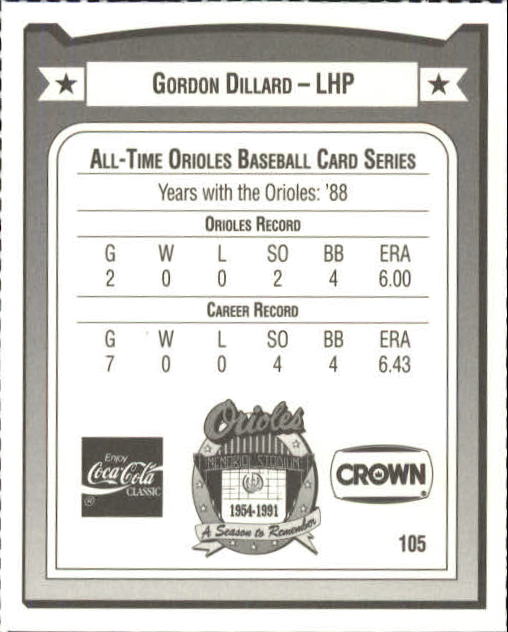 GORDON DILLARD – LHP
ALL-TIME ORIOLES BASEBALL CARD SERIES
Years with the Orioles: '88
ORIOLES RECORD
G W L SO BB ERA
2 0 0 2 4 6.00
CAREER RECORD
G W L SO BB ERA
7 0 0 4 4 6.43
Orioles
MEMORIAL STADIUM
1954-1991
A Season to Remember
Enjoy
Coca-Cola
CLASSIC
®
CROWN
®
105